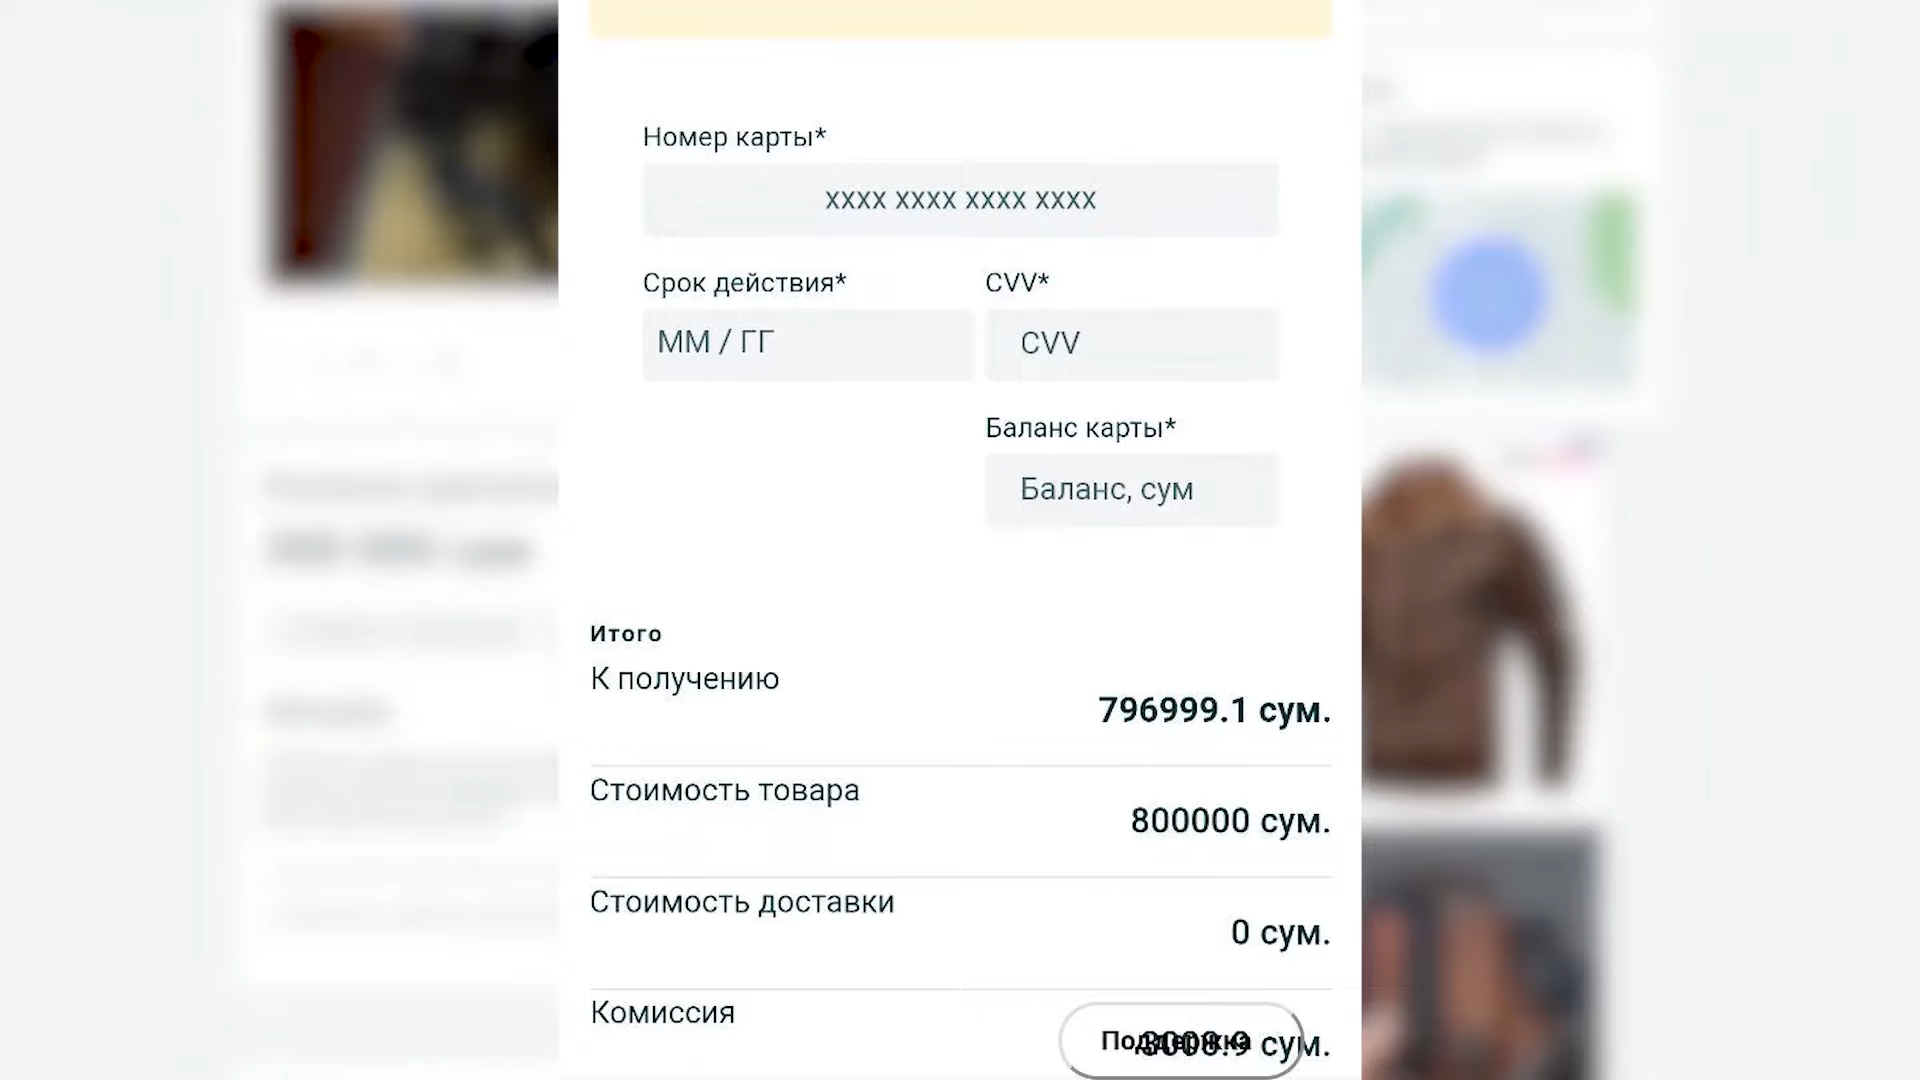 Номер карты*
xxxx xxxx xxxx xxxx
Срок действия*
CVV*
ММ / ГГ
CVV
Баланс карты*
Баланс, сум
Итого
К получению
796999.1 сум.
Стоимость товара
800000 сум.
Стоимость доставки
0 сум.
Комиссия
Поддержка
сум.